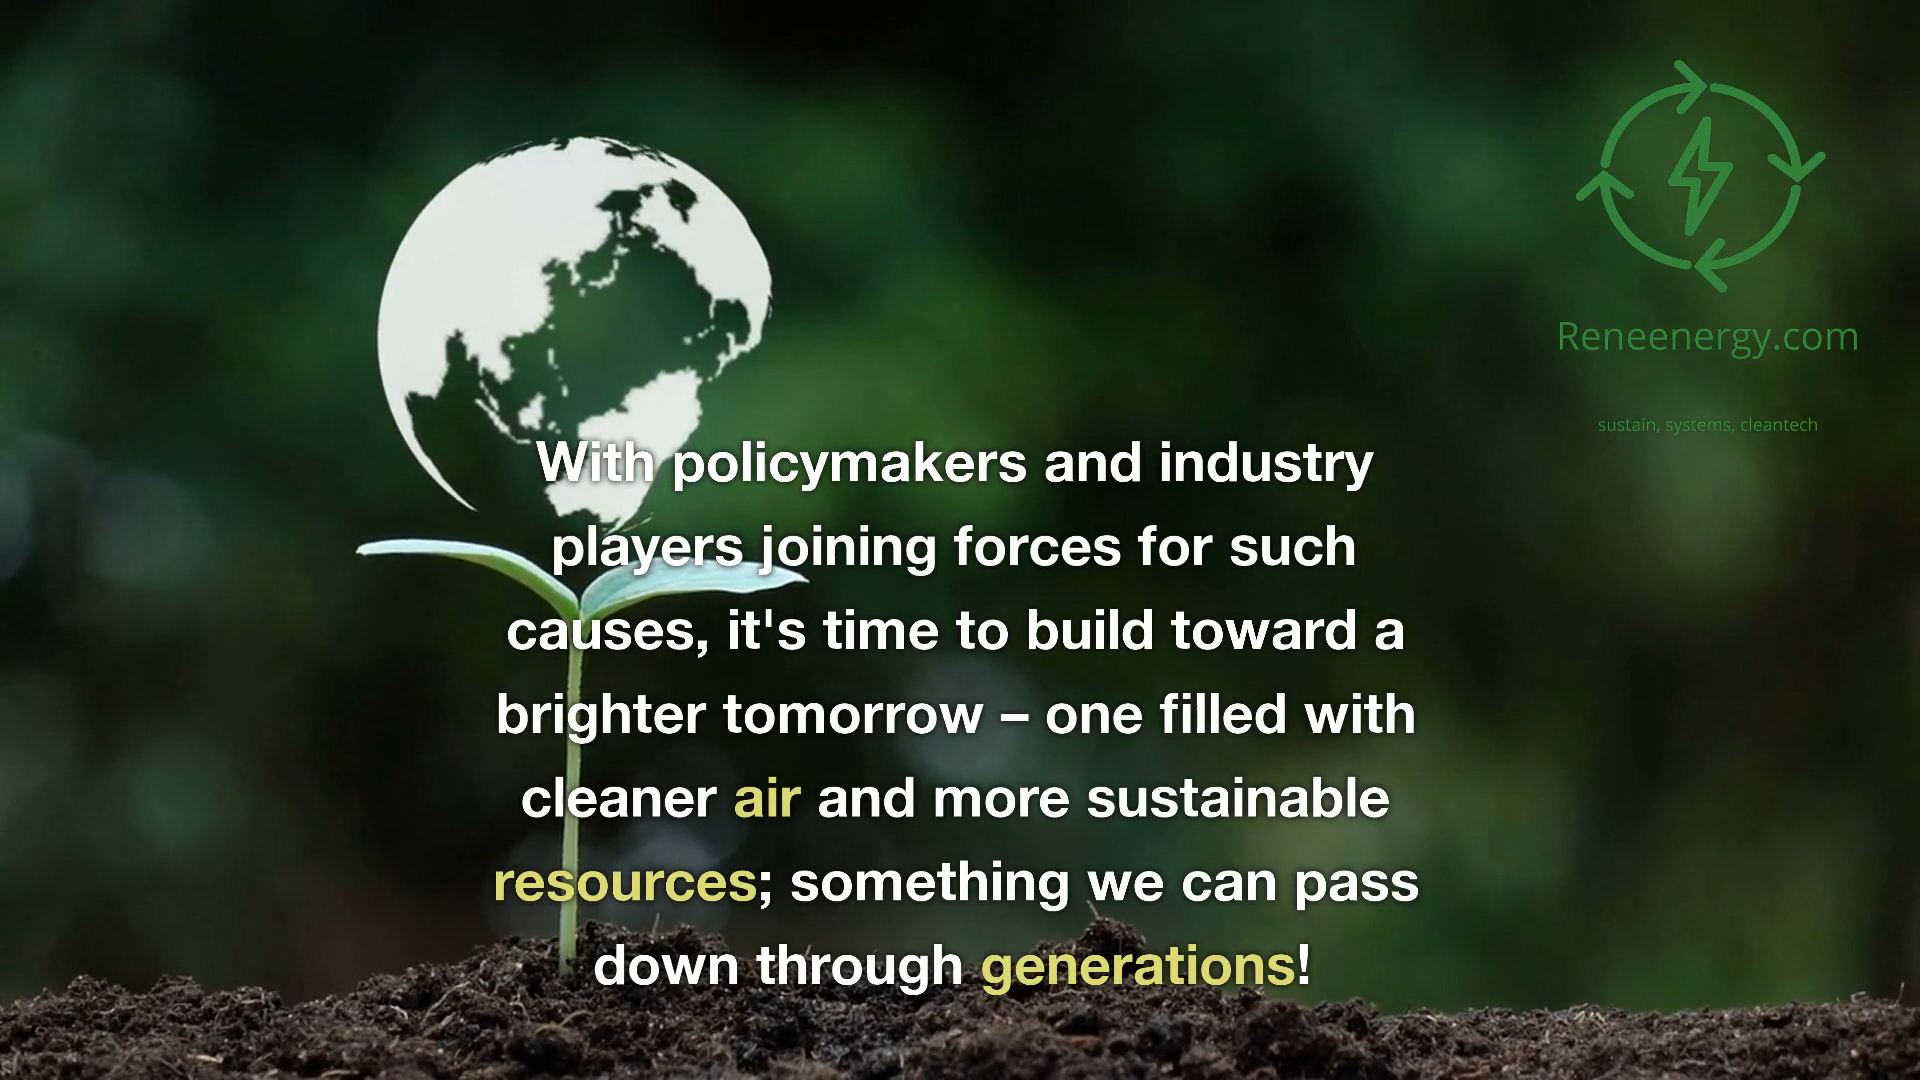 Reneenergy.com
sustain, systems, cleantech
With policymakers and industry
players joining forces for such
causes, it's time to build toward a
brighter tomorrow – one filled with
cleaner air and more sustainable
resources; something we can pass
down through generations!